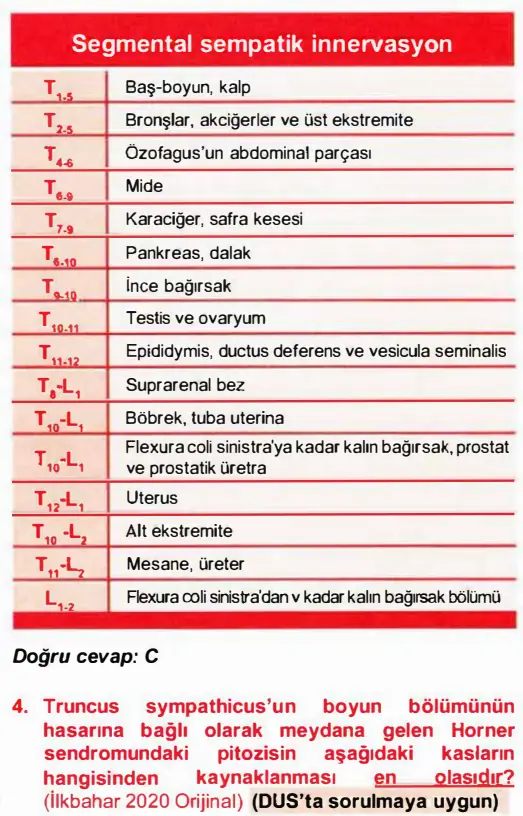 Segmental sempatik innervasyon
T1-5 Baş-boyun, kalp
T2-5 Bronşlar, akciğerler ve üst ekstremite
T4-6 Özofagus'un abdominal parçası
T6-9 Mide
T7-9 Karaciğer, safra kesesi
T6-10 Pankreas, dalak
T9-10 İnce bağırsak
T10-11 Testis ve ovaryum
T11-12 Epididymis, ductus deferens ve vesicula seminalis
T8-L1 Suprarenal bez
T10-L1 Böbrek, tuba uterina
T10-L1 Flexura coli sinistra'ya kadar kalın bağırsak, prostat
ve prostatik üretra
T12-L1 Uterus
T10-L2 Alt ekstremite
T11-L2 Mesane, üreter
L1-2 Flexura coli sinistra'dan v kadar kalın bağırsak bölümü
Doğru cevap: C
4. Truncus sympathicus'un boyun bölümünün
hasarına bağlı olarak meydana gelen Horner
sendromundaki pitozisin aşağıdaki kasların
hangisinden kaynaklanması en olasıdır?
(İlkbahar 2020 Orijinal) (DUS'ta sorulmaya uygun)